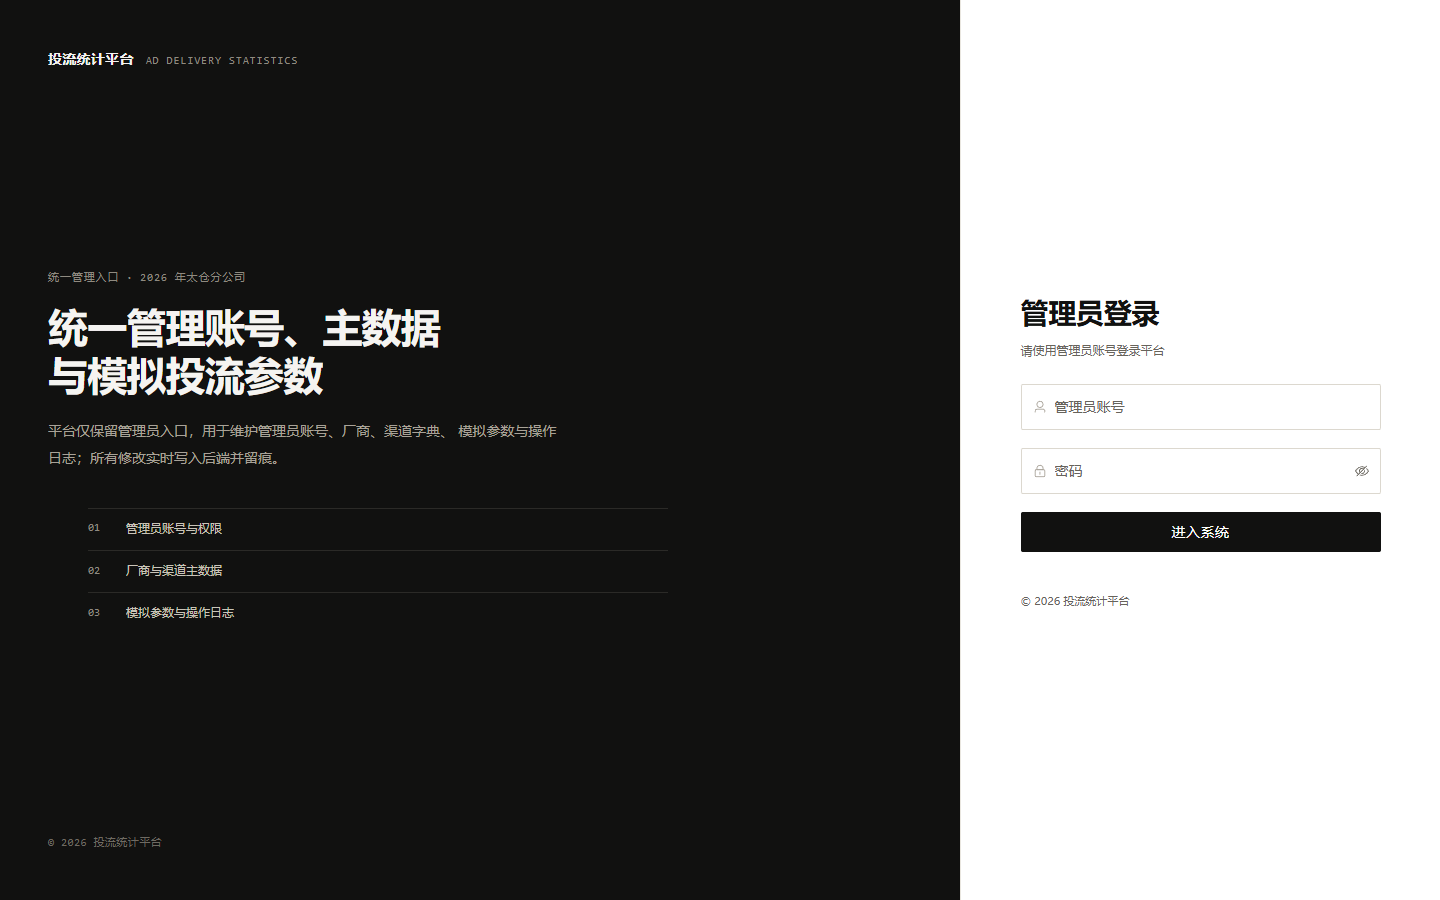 投流统计平台 AD DELIVERY STATISTICS
统一管理入口 · 2026 年太仓分公司
统一管理账号、主数据
与模拟投流参数
平台仅保留管理员入口，用于维护管理员账号、厂商、渠道字典、 模拟参数与操作
日志；所有修改实时写入后端并留痕。
01 管理员账号与权限
02 厂商与渠道主数据
03 模拟参数与操作日志
© 2026 投流统计平台
管理员登录
请使用管理员账号登录平台
管理员账号
密码
进入系统
© 2026 投流统计平台